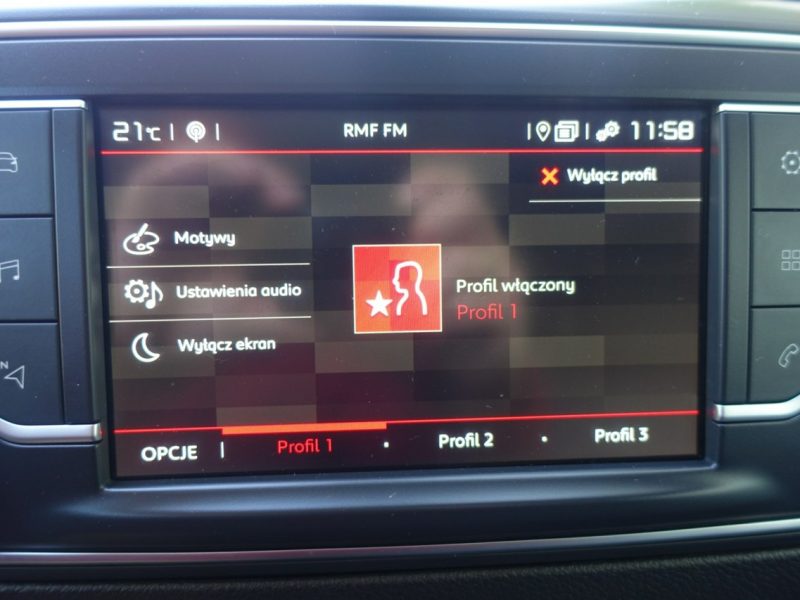 21°C
RMF FM
11:58
Wyłącz profil
Motywy
Ustawienia audio
Wyłącz ekran
Profil włączony
Profil 1
OPCJE
Profil 1
Profil 2
Profil 3
N